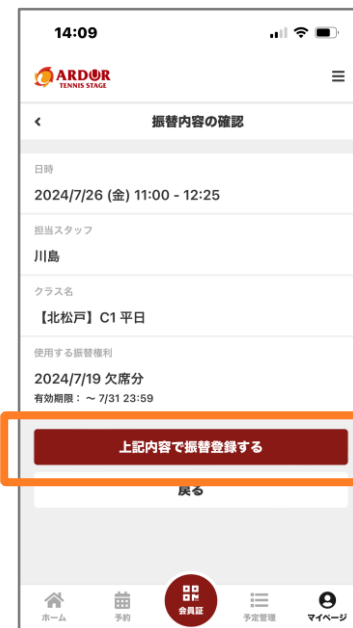 14:09
ARDOR
TENNIS STAGE
振替内容の確認
日時
2024/7/26 (金) 11:00 - 12:25
担当スタッフ
川島
クラス名
【北松戸】C1 平日
使用する振替権利
2024/7/19 欠席分
有効期限： ~ 7/31 23:59
上記内容で振替登録する
戻る
ホーム
予約
会員証
予定管理
マイページ